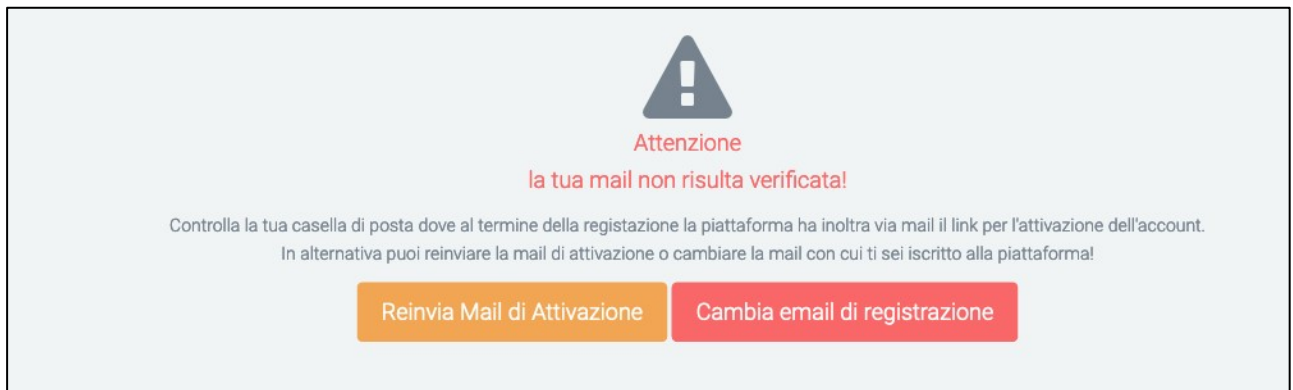 Attenzione
la tua mail non risulta verificata!
Controlla la tua casella di posta dove al termine della registazione la piattaforma ha inoltra via mail il link per l'attivazione dell'account.
In alternativa puoi reinviare la mail di attivazione o cambiare la mail con cui ti sei iscritto alla piattaforma!
Reinvia Mail di Attivazione
Cambia email di registrazione